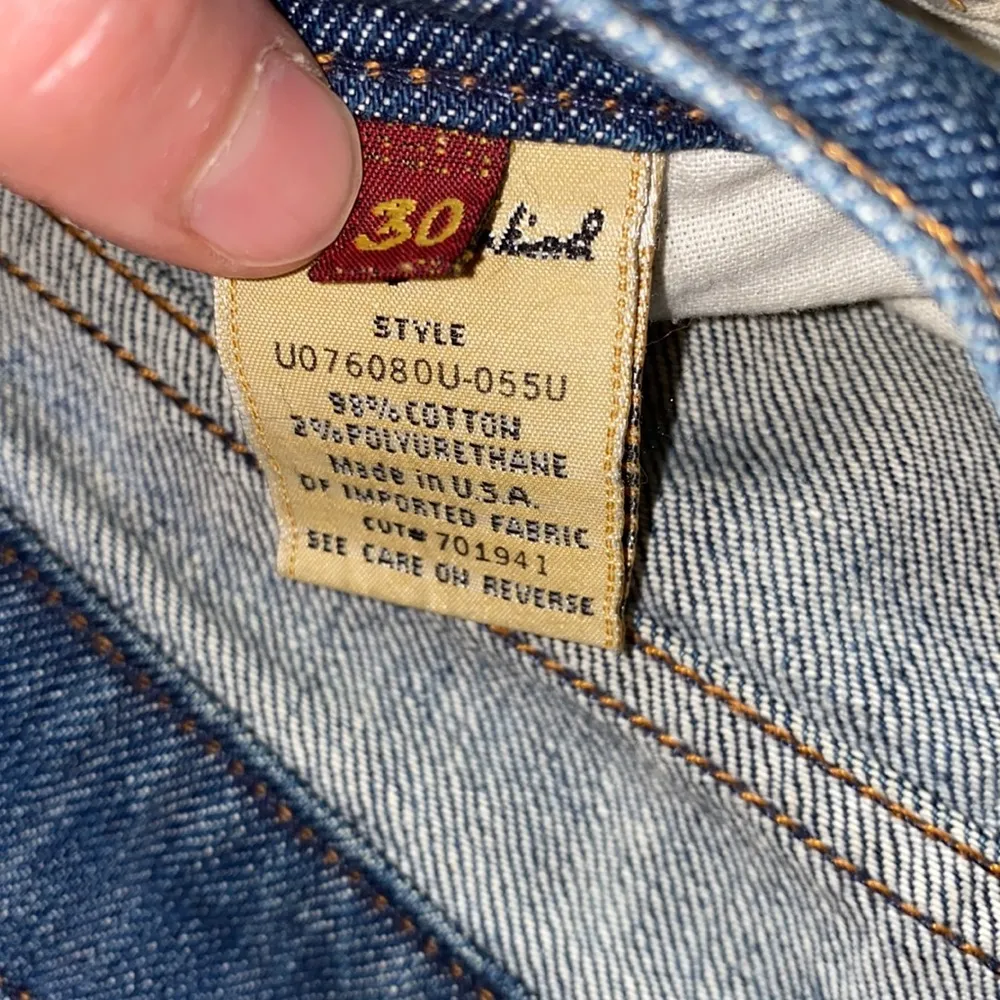 30
STYLE
U076080U-055U
98% COTTON
2% POLYURETHANE
Made in U.S.A.
OF IMPORTED FABRIC
CUT# 701941
SEE CARE ON REVERSE